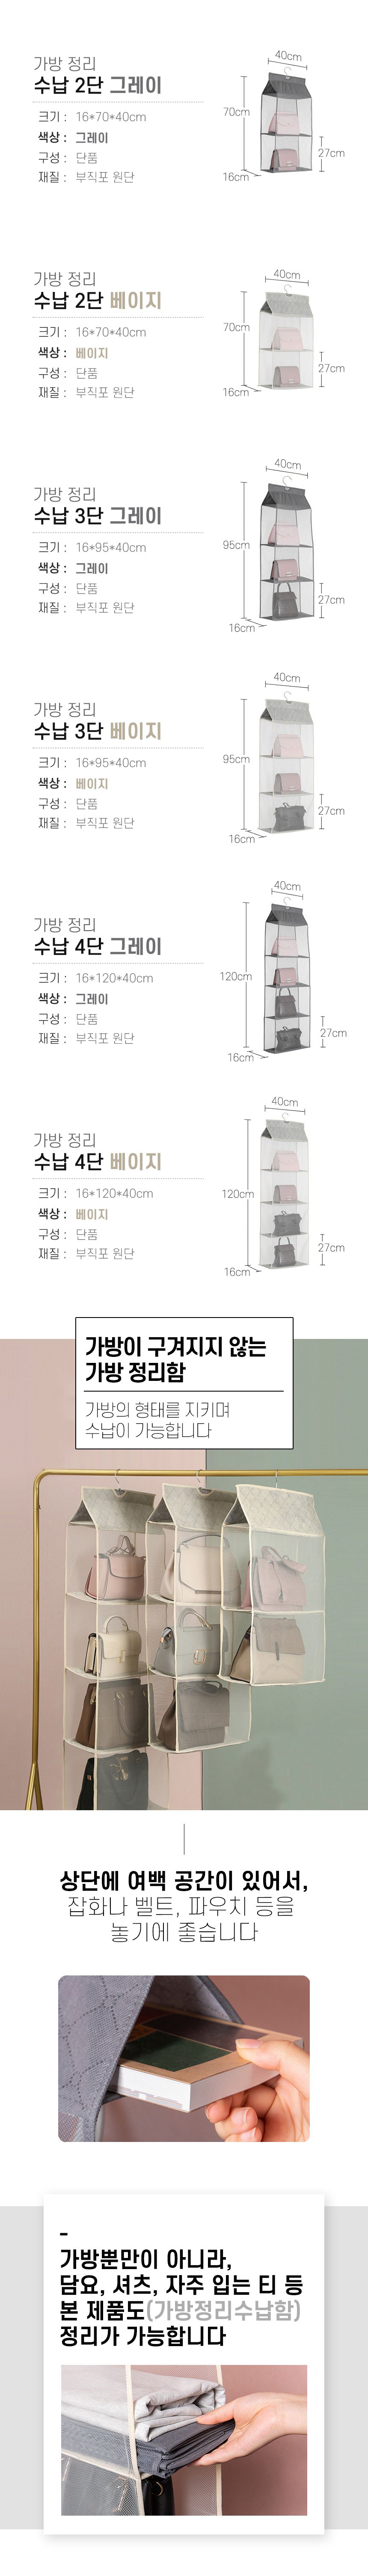 가방 정리
수납 2단 그레이
크기 : 16*70*40cm
색상 : 그레이
구성 : 단품
재질 : 부직포 원단
40cm
70cm
27cm
16cm
가방 정리
수납 2단 베이지
크기 : 16*70*40cm
색상 : 베이지
구성 : 단품
재질 : 부직포 원단
40cm
70cm
27cm
16cm
가방 정리
수납 3단 그레이
크기 : 16*95*40cm
색상 : 그레이
구성 : 단품
재질 : 부직포 원단
40cm
95cm
27cm
16cm
가방 정리
수납 3단 베이지
크기 : 16*95*40cm
색상 : 베이지
구성 : 단품
재질 : 부직포 원단
40cm
95cm
27cm
16cm
가방 정리
수납 4단 그레이
크기 : 16*120*40cm
색상 : 그레이
구성 : 단품
재질 : 부직포 원단
40cm
120cm
27cm
16cm
가방 정리
수납 4단 베이지
크기 : 16*120*40cm
색상 : 베이지
구성 : 단품
재질 : 부직포 원단
40cm
120cm
27cm
16cm
가방이 구겨지지 않는
가방 정리함
가방의 형태를 지키며
수납이 가능합니다
상단에 여백 공간이 있어서,
잡화나 벨트, 파우치 등을
놓기에 좋습니다
-
가방뿐만이 아니라,
담요, 셔츠, 자주 입는 티 등
본 제품도(가방정리수납함)
정리가 가능합니다